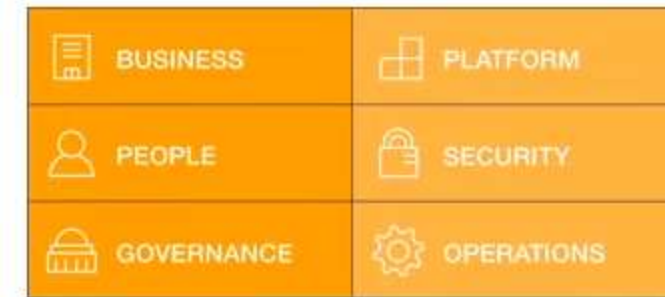 BUSINESS
PLATFORM
PEOPLE
SECURITY
GOVERNANCE
OPERATIONS